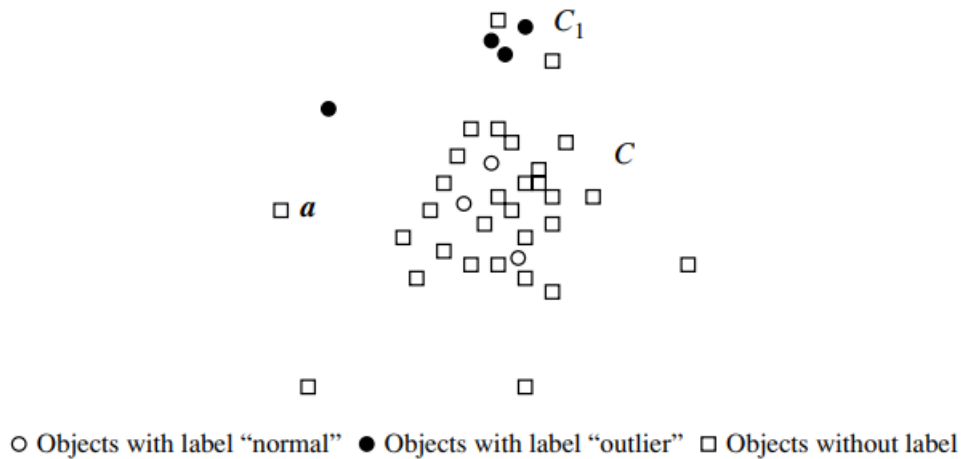 C1
C
a
Objects with label “normal” Objects with label “outlier” Objects without label